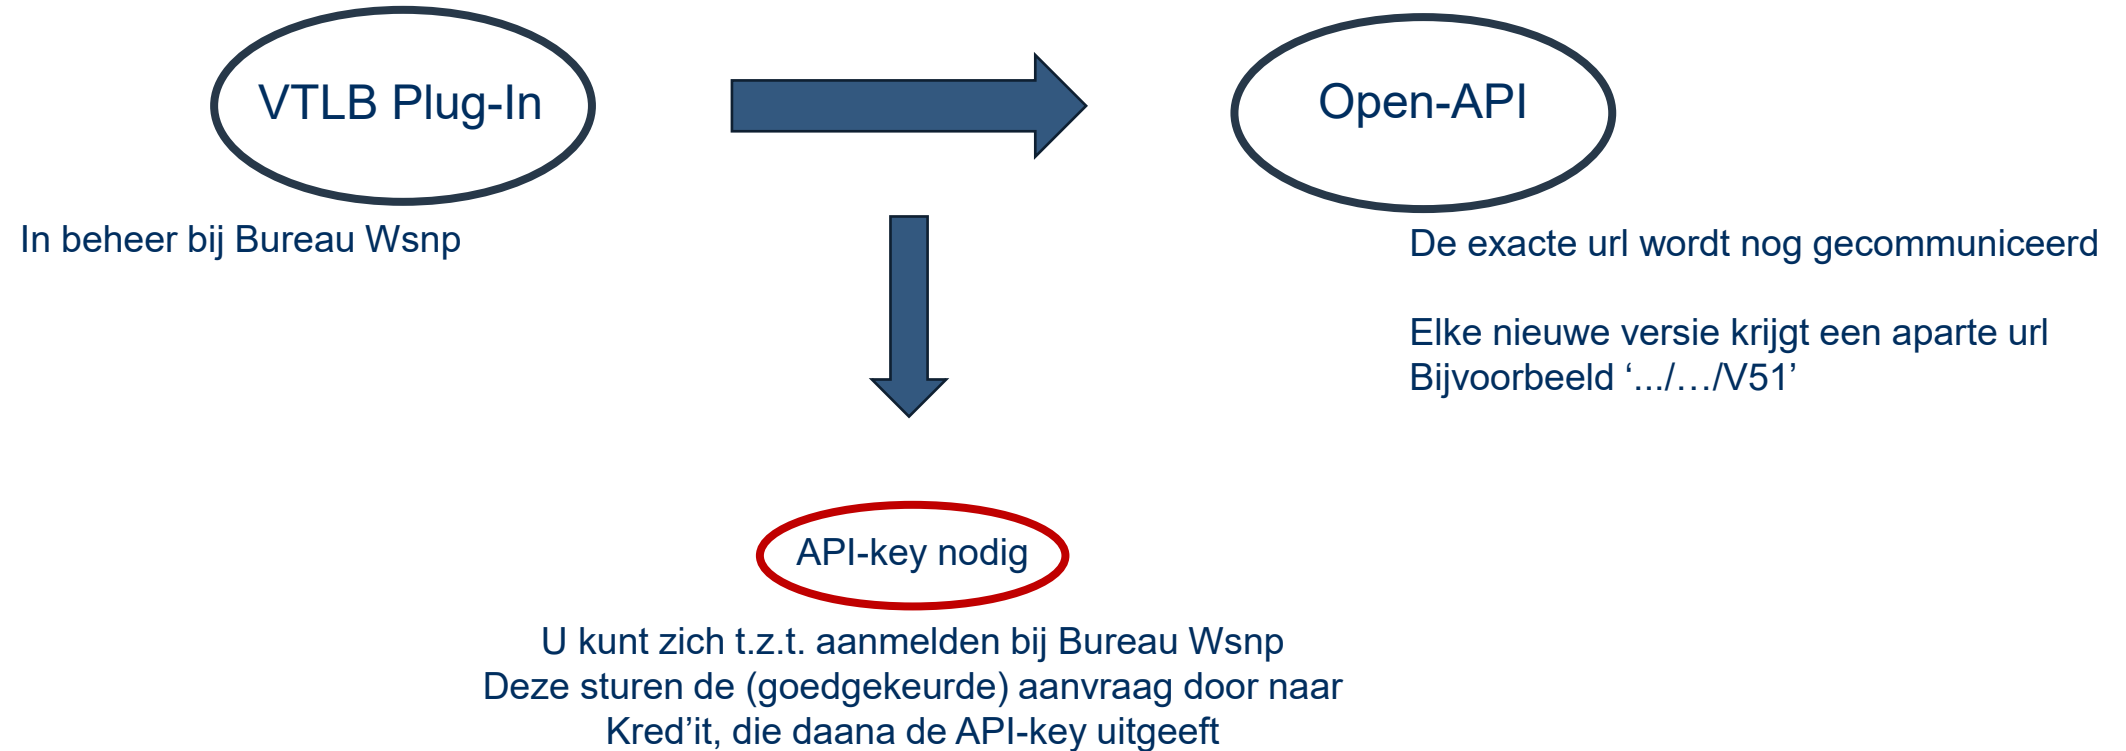 VTLB Plug-In
Open-API
In beheer bij Bureau Wsnp
De exacte url wordt nog gecommuniceerd
Elke nieuwe versie krijgt een aparte url
Bijvoorbeeld ‘.../…/V51’
API-key nodig
U kunt zich t.z.t. aanmelden bij Bureau Wsnp
Deze sturen de (goedgekeurde) aanvraag door naar
Kred’it, die daana de API-key uitgeeft